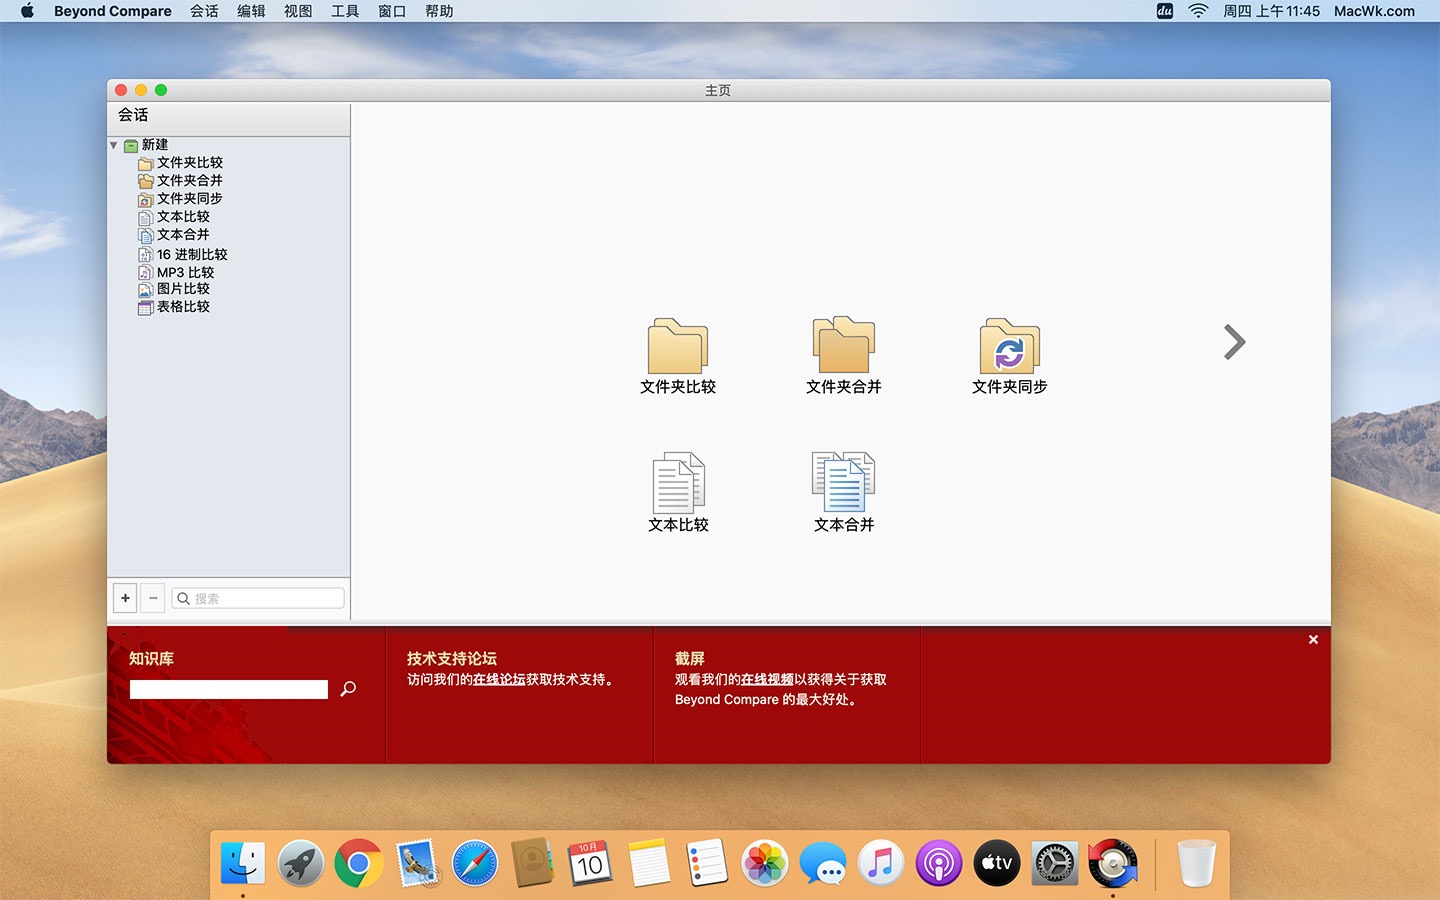 Beyond Compare 会话 编辑 视图 工具 窗口 帮助 du 周四 上午11:45 MacWk.com
主页
会话
新建
文件夹比较
文件夹合并
文件夹同步
文本比较
文本合并
16 进制比较
MP3 比较
图片比较
表格比较
文件夹比较 文件夹合并 文件夹同步
文本比较 文本合并
+ − 搜索
知识库
技术支持论坛
访问我们的在线论坛获取技术支持。
截屏
观看我们的在线视频以获得关于获取
Beyond Compare 的最大好处。
10月
10
tv